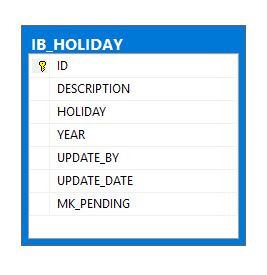 IB_HOLIDAY
ID
DESCRIPTION
HOLIDAY
YEAR
UPDATE_BY
UPDATE_DATE
MK_PENDING